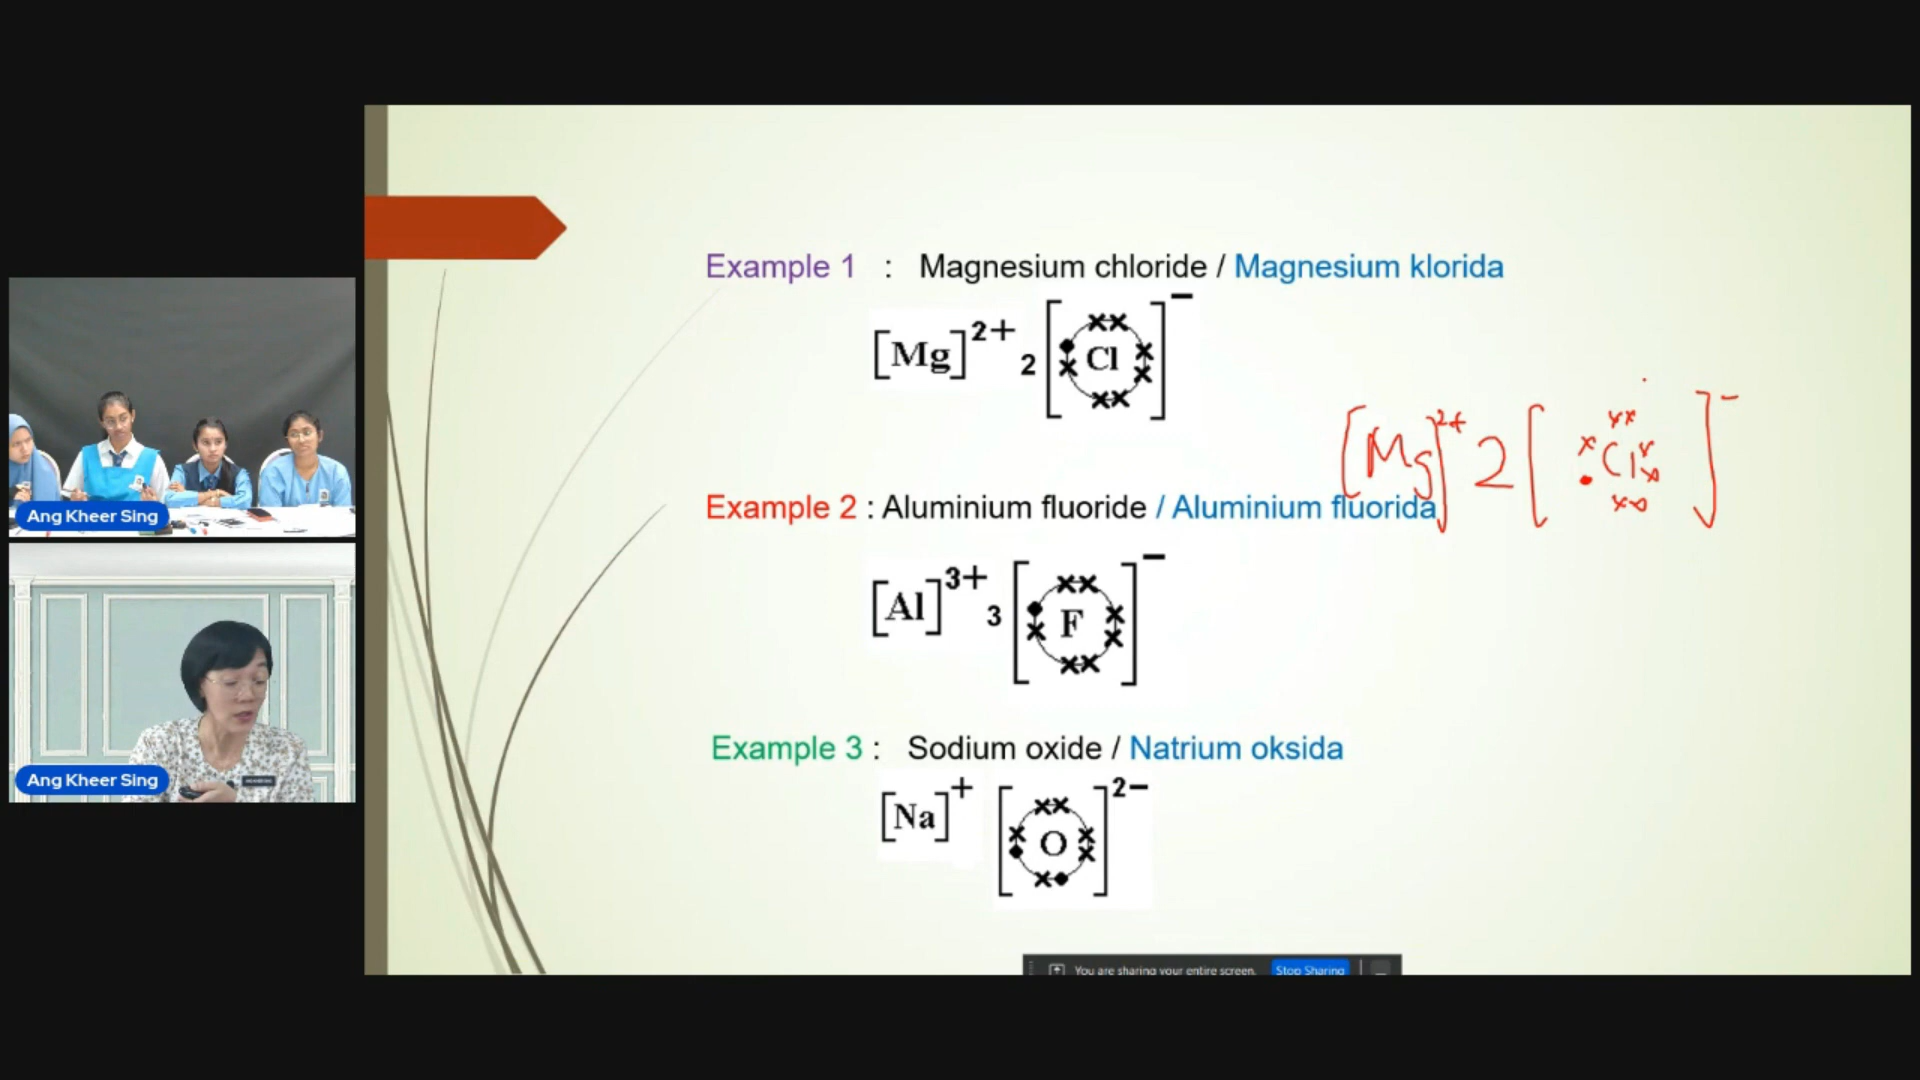 Example 1 : Magnesium chloride / Magnesium klorida
[Mg]2+ 2 [Cl]−
[Mg]2+ 2 [Cl]−
Example 2 : Aluminium fluoride / Aluminium fluorida
[Al]3+ 3 [F]−
Example 3 : Sodium oxide / Natrium oksida
[Na]+ [O]2−
Ang Kheer Sing
Ang Kheer Sing
You are sharing your entire screen. Stop Sharing